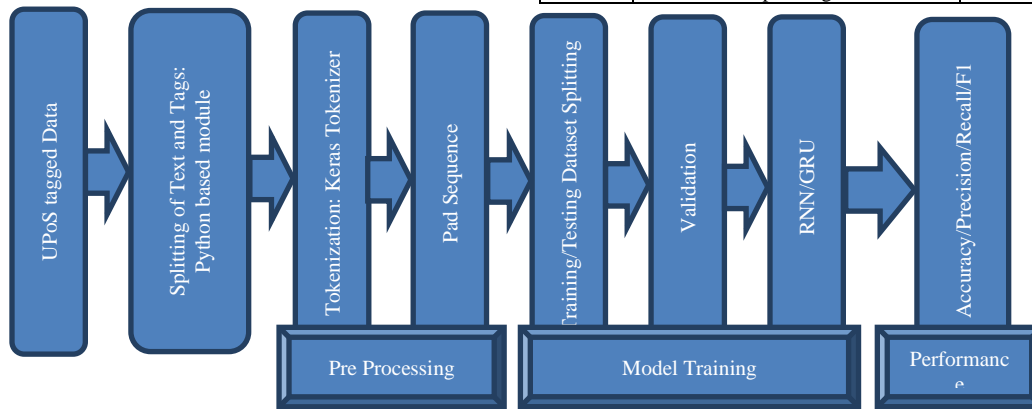 UPoS tagged Data
Splitting of Text and Tags:
Python based module
Tokenization: Keras Tokenizer
Pad Sequence
Training/Testing Dataset Splitting
Validation
RNN/GRU
Accuracy/Precision/Recall/F1
Pre Processing
Model Training
Performanc
e